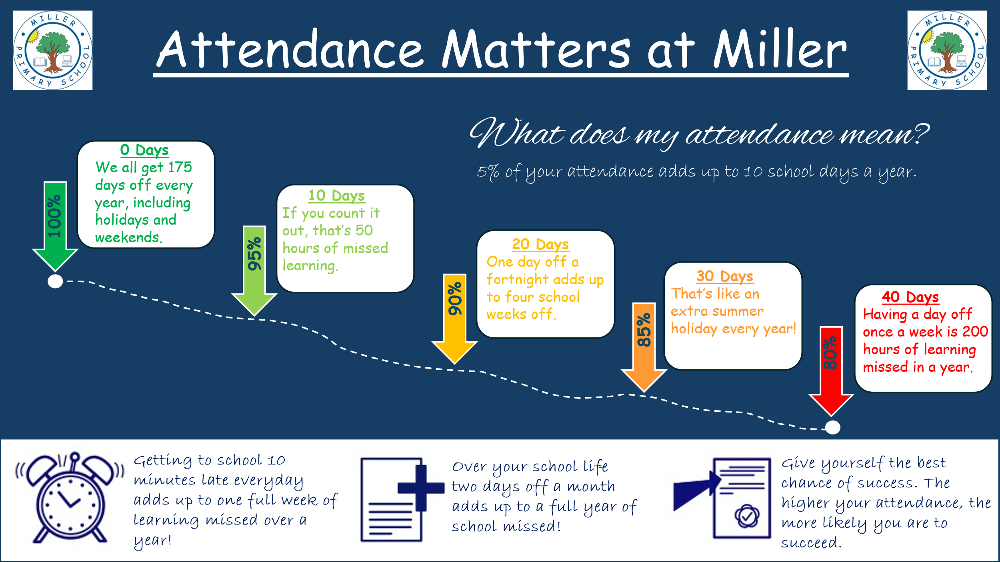 MILLER PRIMARY SCHOOL
Attendance Matters at Miller
MILLER PRIMARY SCHOOL
What does my attendance mean?
5% of your attendance adds up to 10 school days a year.
100%
0 Days
We all get 175
days off every
year, including
holidays and
weekends.
95%
10 Days
If you count it
out, that's 50
hours of missed
learning.
90%
20 Days
One day off a
fortnight adds up
to four school
weeks off.
85%
30 Days
That's like an
extra summer
holiday every year!
80%
40 Days
Having a day off
once a week is 200
hours of learning
missed in a year.
Getting to school 10
minutes late everyday
adds up to one full week of
learning missed over a
year!
Over your school life
two days off a month
adds up to a full year of
school missed!
Give yourself the best
chance of success. The
higher your attendance, the
more likely you are to
succeed.